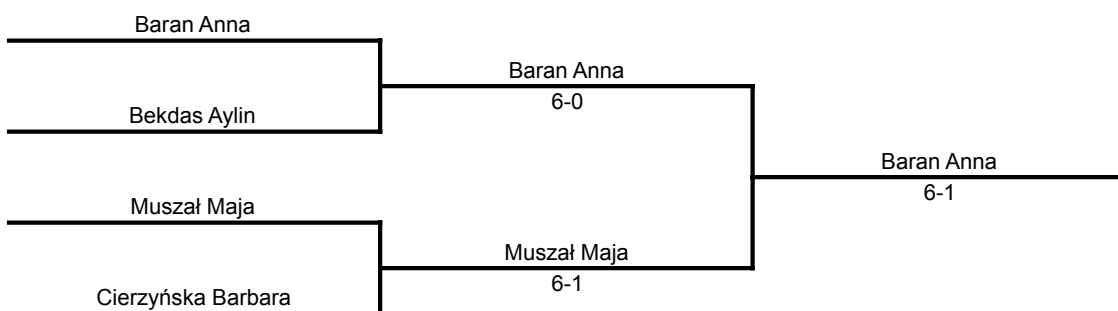 Baran Anna
Baran Anna
6-0
Bekdas Aylin
Baran Anna
6-1
Muszał Maja
Muszał Maja
6-1
Cierzyńska Barbara